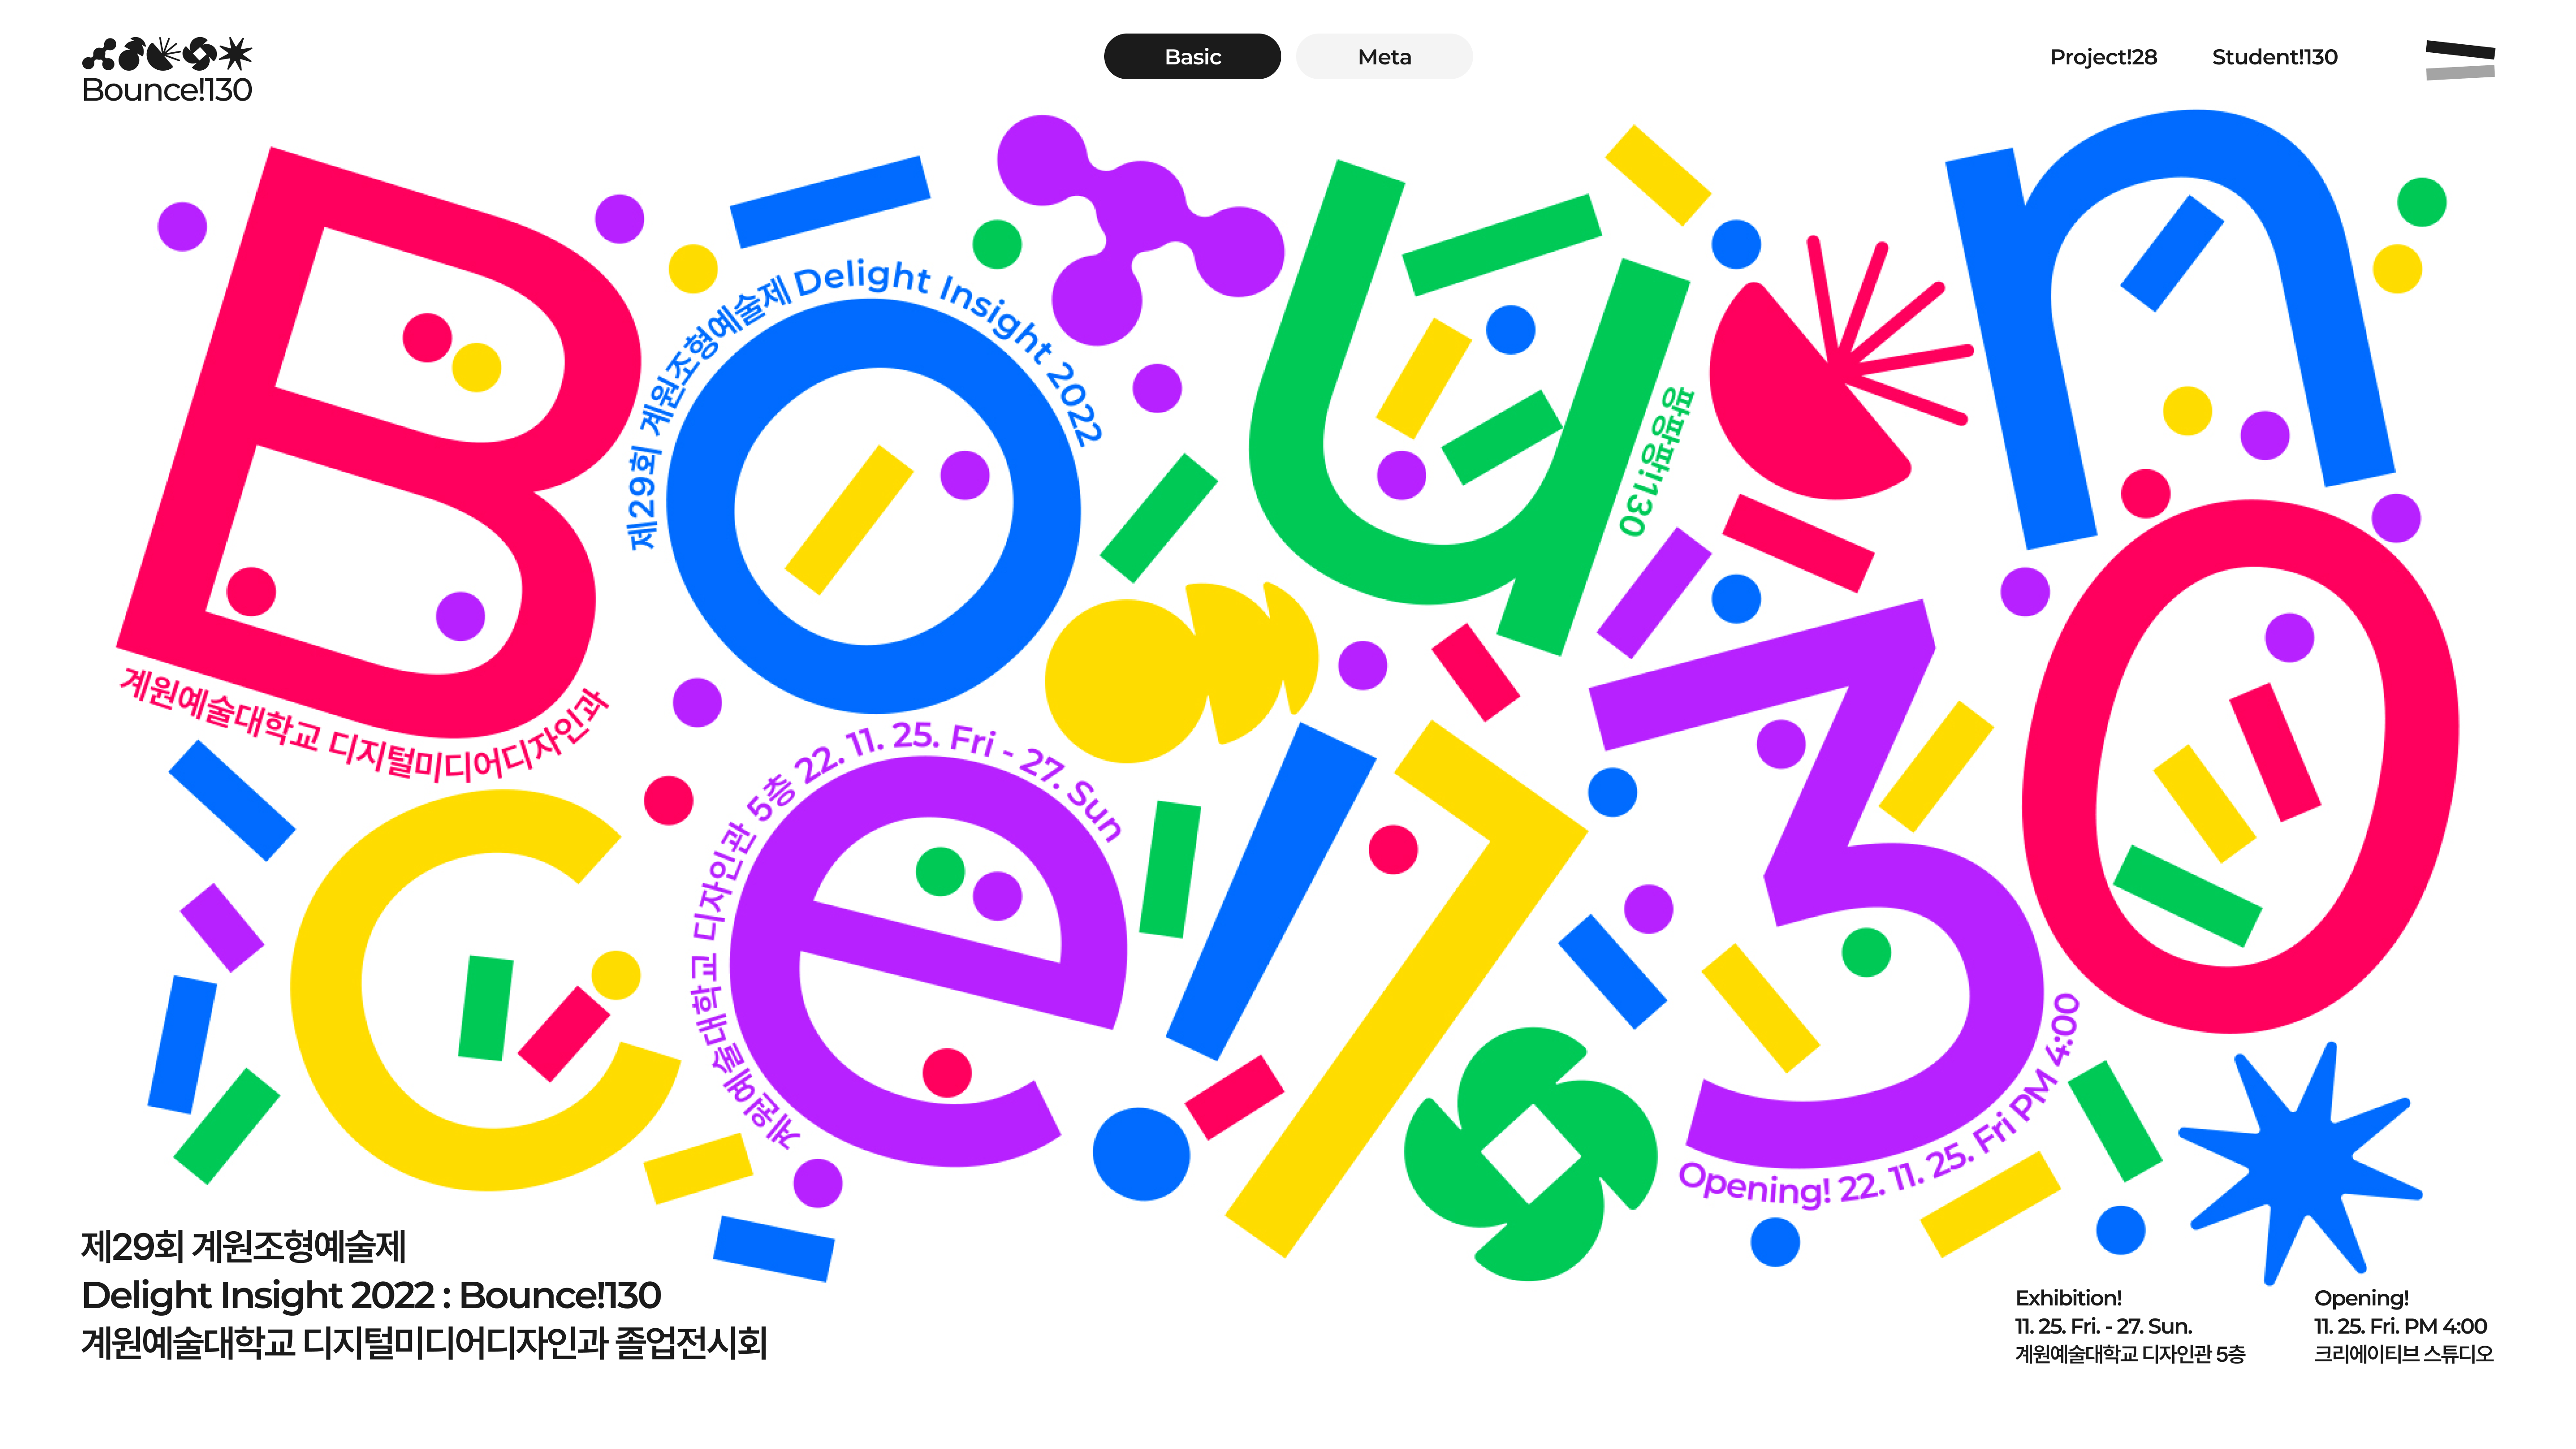 Bounce!130
Basic
Meta
Project!28
Student!130
Bounce!130
제29회 계원조형예술제 Delight Insight 2022
팡팡팡팡!130
계원예술대학교 디지털미디어디자인과
계원예술대학교 디자인관 5층 22. 11. 25. Fri - 27. Sun
Opening! 22. 11. 25. Fri PM 4:00
제29회 계원조형예술제
Delight Insight 2022 : Bounce!130
계원예술대학교 디지털미디어디자인과 졸업전시회
Exhibition!
11. 25. Fri. - 27. Sun.
계원예술대학교 디자인관 5층
Opening!
11. 25. Fri. PM 4:00
크리에이티브 스튜디오